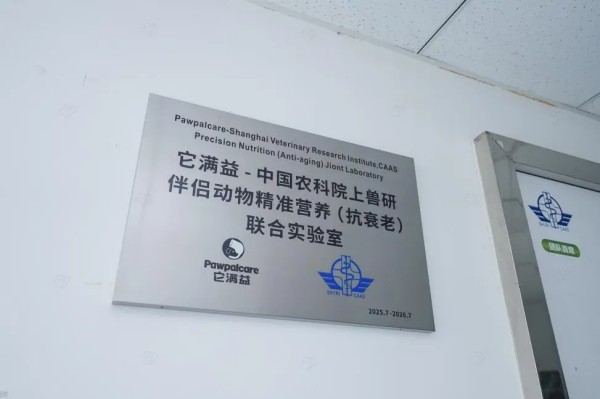 Pawpalcare-Shanghai Veterinary Research Institute,CAAS
Precision Nutrition (Anti-aging) Jiont Laboratory
它满益 - 中国农科院上兽研
伴侣动物精准营养（抗衰老）
联合实验室
Pawpalcare
它满益
SHVRI CAAS
2025.7-2026.7